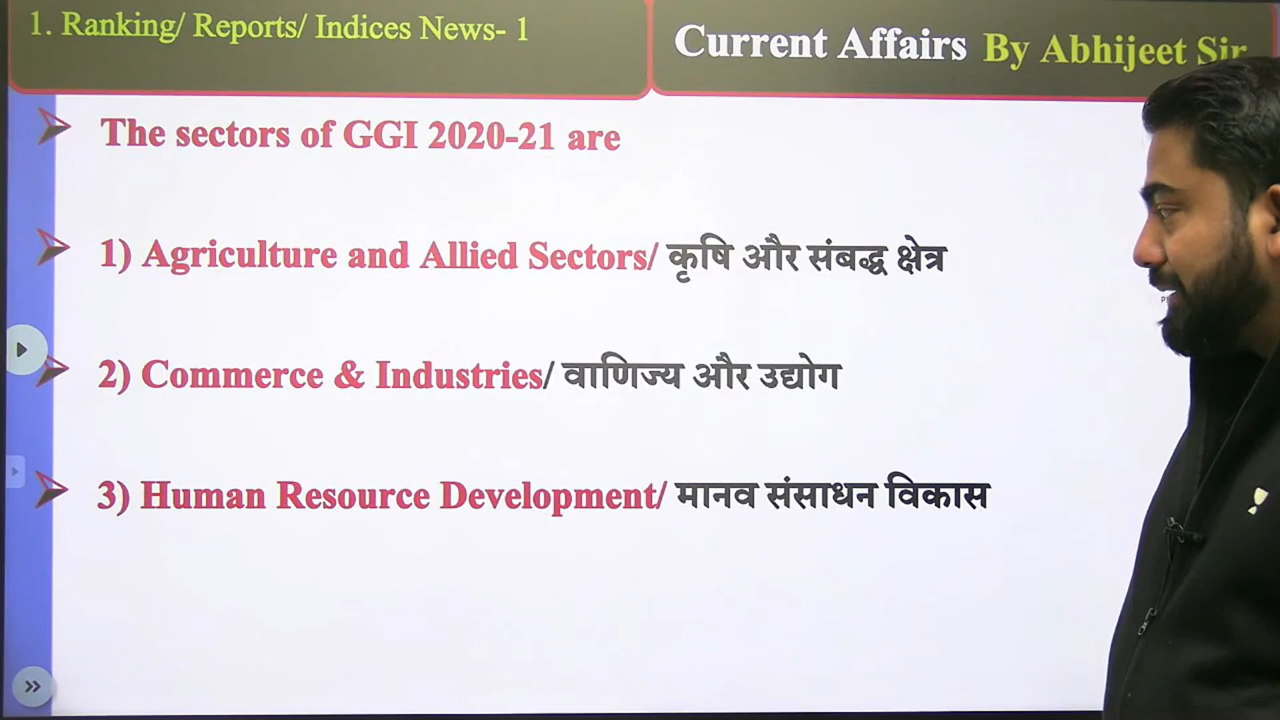 1. Ranking/ Reports/ Indices News- 1
Current Affairs By Abhijeet Sir
The sectors of GGI 2020-21 are
1) Agriculture and Allied Sectors/ कृषि और संबद्ध क्षेत्र
2) Commerce & Industries/ वाणिज्य और उद्योग
3) Human Resource Development/ मानव संसाधन विकास